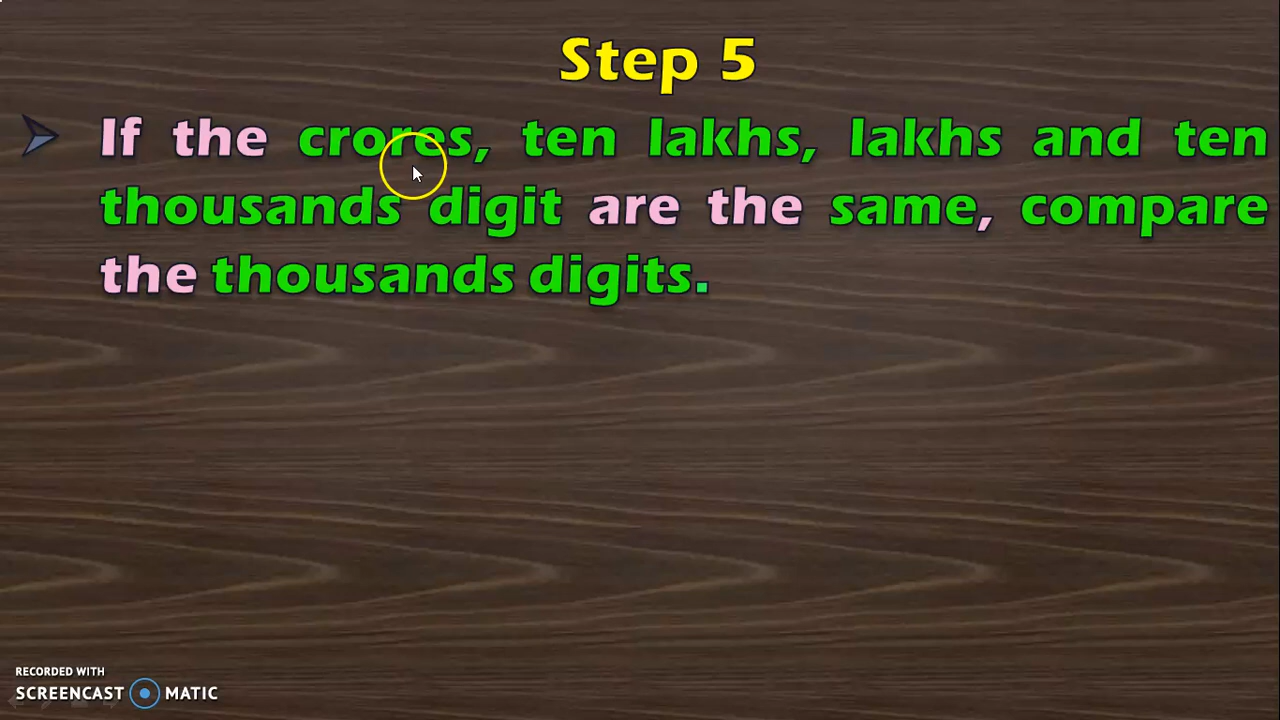 Step 5
If the crores, ten lakhs, lakhs and ten
thousands digit are the same, compare
the thousands digits.
RECORDED WITH
SCREENCAST MATIC